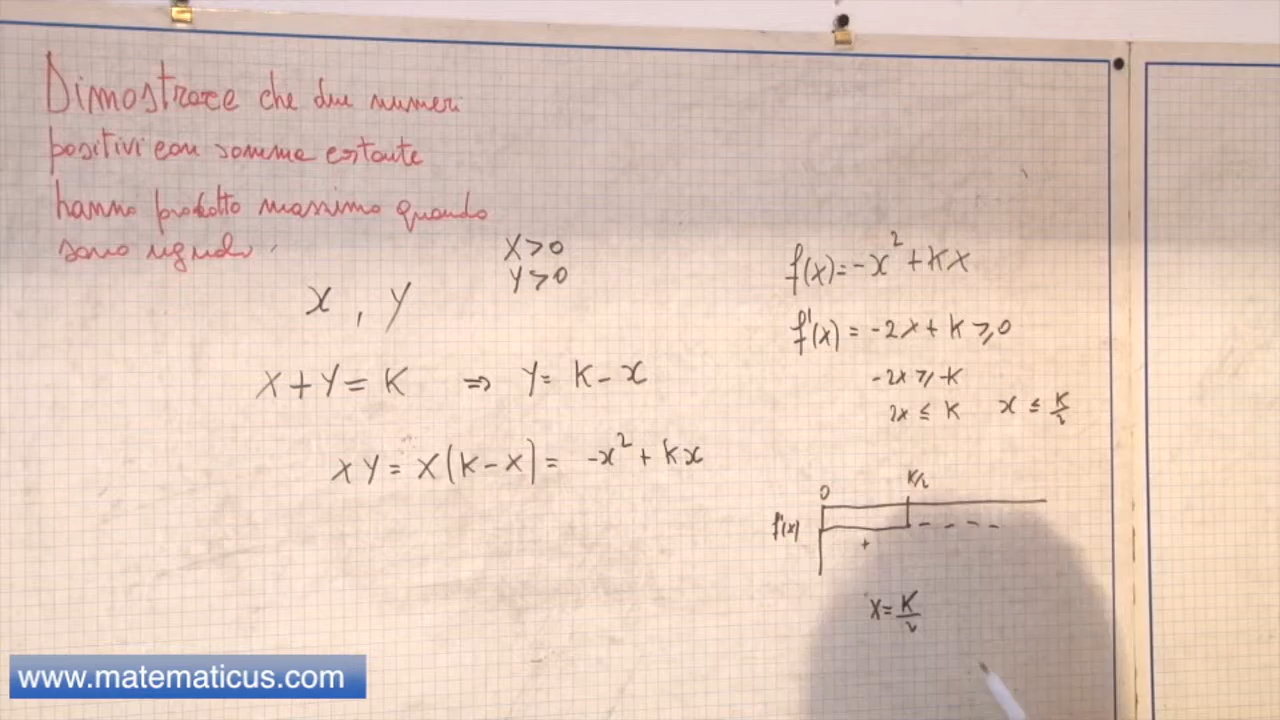 Dimostrare che due numeri
positivi con somma costante
hanno prodotto massimo quando
sono uguali.
x, y
X>0
Y>0
X+Y=K ⇒ Y=K-x
XY=X(K-X)= -x²+Kx
f(x)=-x²+Kx
f'(x)=-2x+K≥0
-2x≥-K
2x≤K x≤K/2
0 K/2
f'(x)
+ - - - -
X=K/2
www.matematicus.com